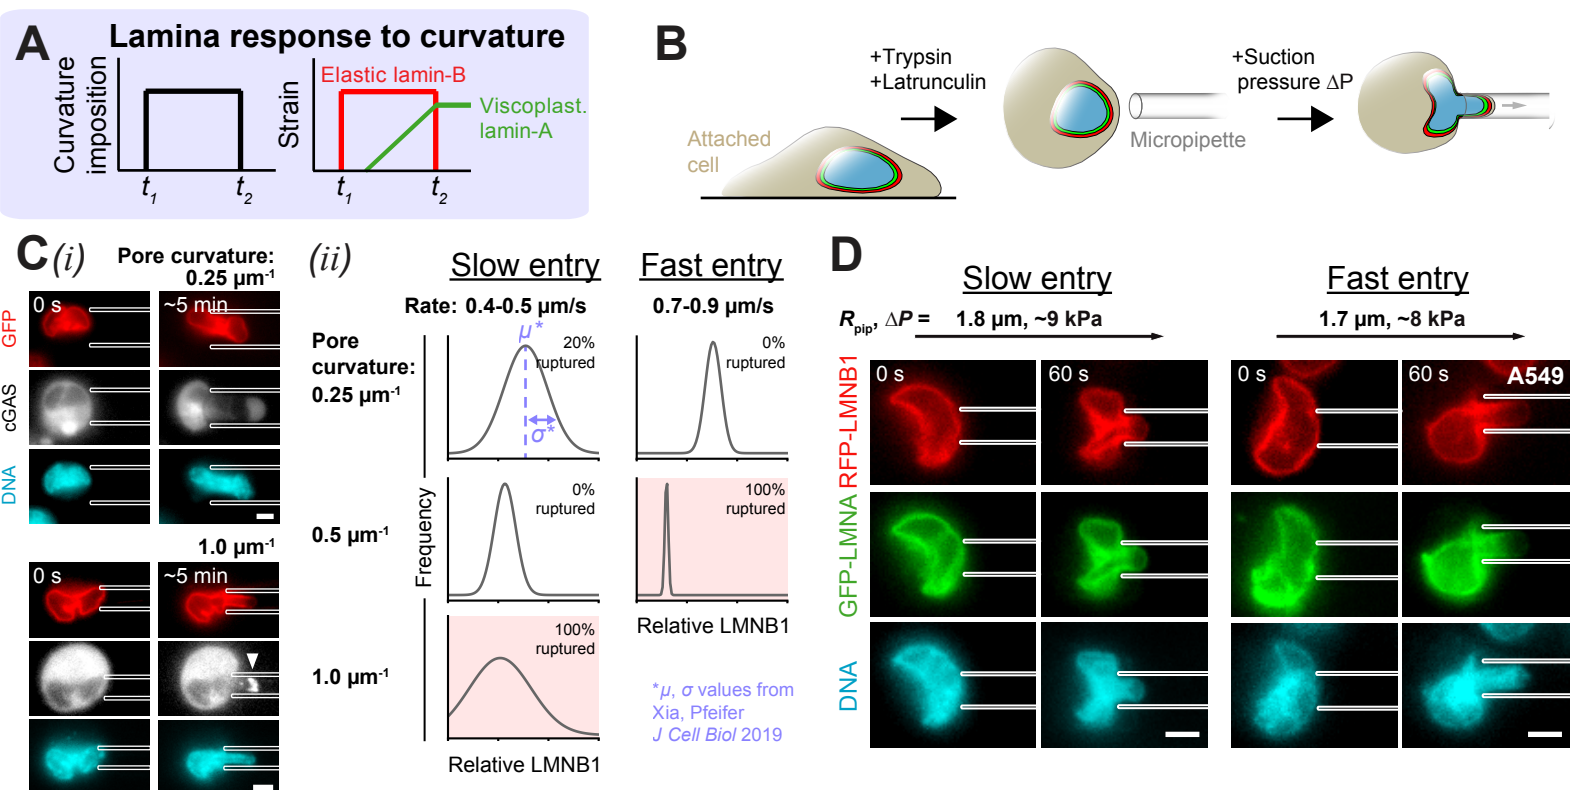 A
Lamina response to curvature
Curvature
imposition
t1
t2
Strain
Elastic lamin-B
Viscoplast.
lamin-A
t1
t2
B
+Trypsin
+Latrunculin
+Suction
pressure ΔP
Attached
cell
Micropipette
C
(i)
Pore curvature:
0.25 µm-1
0 s
~5 min
GFP
cGAS
DNA
1.0 µm-1
0 s
~5 min
(ii)
Slow entry
Fast entry
Rate: 0.4-0.5 µm/s
0.7-0.9 µm/s
Pore
curvature:
0.25 µm-1
µ*
σ*
20%
ruptured
0%
ruptured
0.5 µm-1
0%
ruptured
100%
ruptured
Frequency
1.0 µm-1
100%
ruptured
Relative LMNB1
Relative LMNB1
*µ, σ values from
Xia, Pfeifer
J Cell Biol 2019
D
Slow entry
Fast entry
Rpip, ΔP =
1.8 µm, ~9 kPa
1.7 µm, ~8 kPa
0 s
60 s
0 s
60 s
A549
RFP-LMNB1
GFP-LMNA
DNA